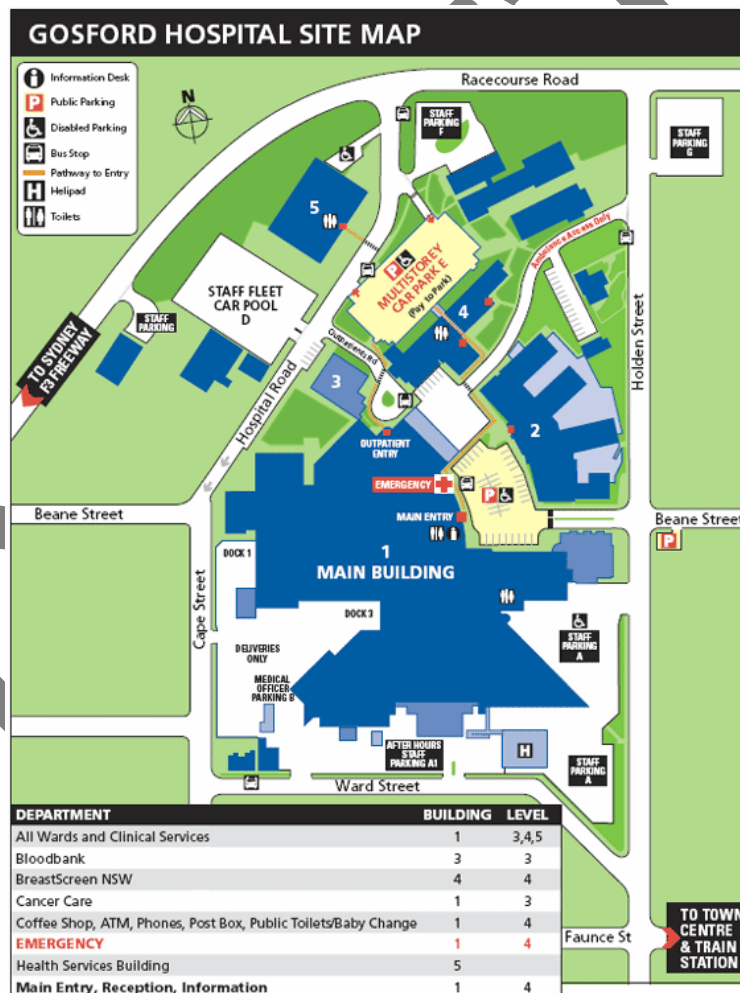 GOSFORD HOSPITAL SITE MAP
Information Desk
Public Parking
Disabled Parking
Bus Stop
Pathway to Entry
Helipad
Toilets
N
Racecourse Road
STAFF
PARKING
F
STAFF
PARKING
G
5
P
MULTISTOREY
CAR PARK E
(Pay to Park)
Ambulance Access Only
STAFF FLEET
CAR POOL
D
STAFF
PARKING
TO SYDNEY
F3 FREEWAY
4
Outpatients Rd
3
Hospital Road
Holden Street
2
OUTPATIENT
ENTRY
EMERGENCY
P
MAIN ENTRY
Beane Street
Beane Street
P
1
MAIN BUILDING
DOCK 1
Cape Street
DOCK 3
STAFF
PARKING
A
DELIVERIES
ONLY
MEDICAL
OFFICER
PARKING B
AFTER HOURS
STAFF
PARKING A1
H
STAFF
PARKING
A
Ward Street
DEPARTMENT BUILDING LEVEL
All Wards and Clinical Services 1 3,4,5
Bloodbank 3 3
BreastScreen NSW 4 4
Cancer Care 1 3
Coffee Shop, ATM, Phones, Post Box, Public Toilets/Baby Change 1 4
EMERGENCY 1 4
Health Services Building 5
Main Entry, Reception, Information 1 4
Faunce St
TO TOWN
CENTRE
& TRAIN
STATION